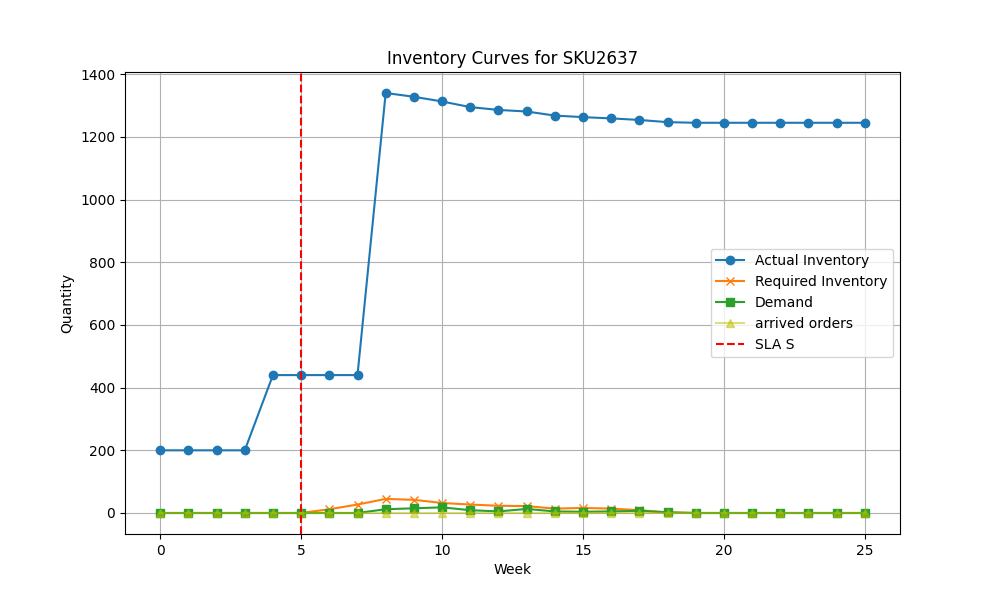 Inventory Curves for SKU2637
1400
1200
1000
800
600
400
200
0
Quantity
Actual Inventory
Required Inventory
Demand
arrived orders
SLA S
0 5 10 15 20 25
Week